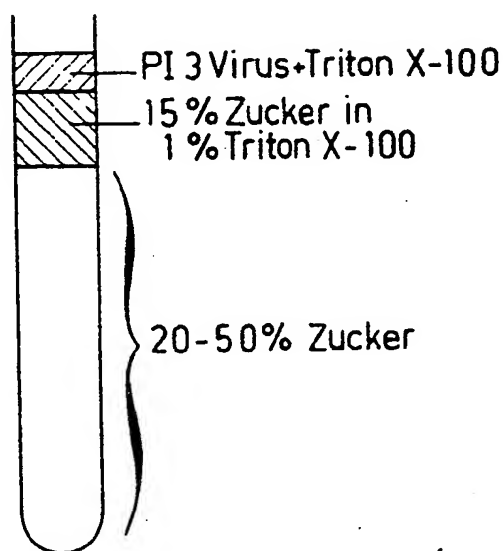 PI 3 Virus+Triton X-100
15% Zucker in
1% Triton X-100
20-50% Zucker